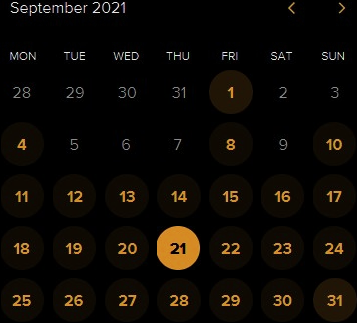 September 2021
MON TUE WED THU FRI SAT SUN
28 29 30 31 1 2 3
4 5 6 7 8 9 10
11 12 13 14 15 16 17
18 19 20 21 22 23 24
25 26 27 28 29 30 31